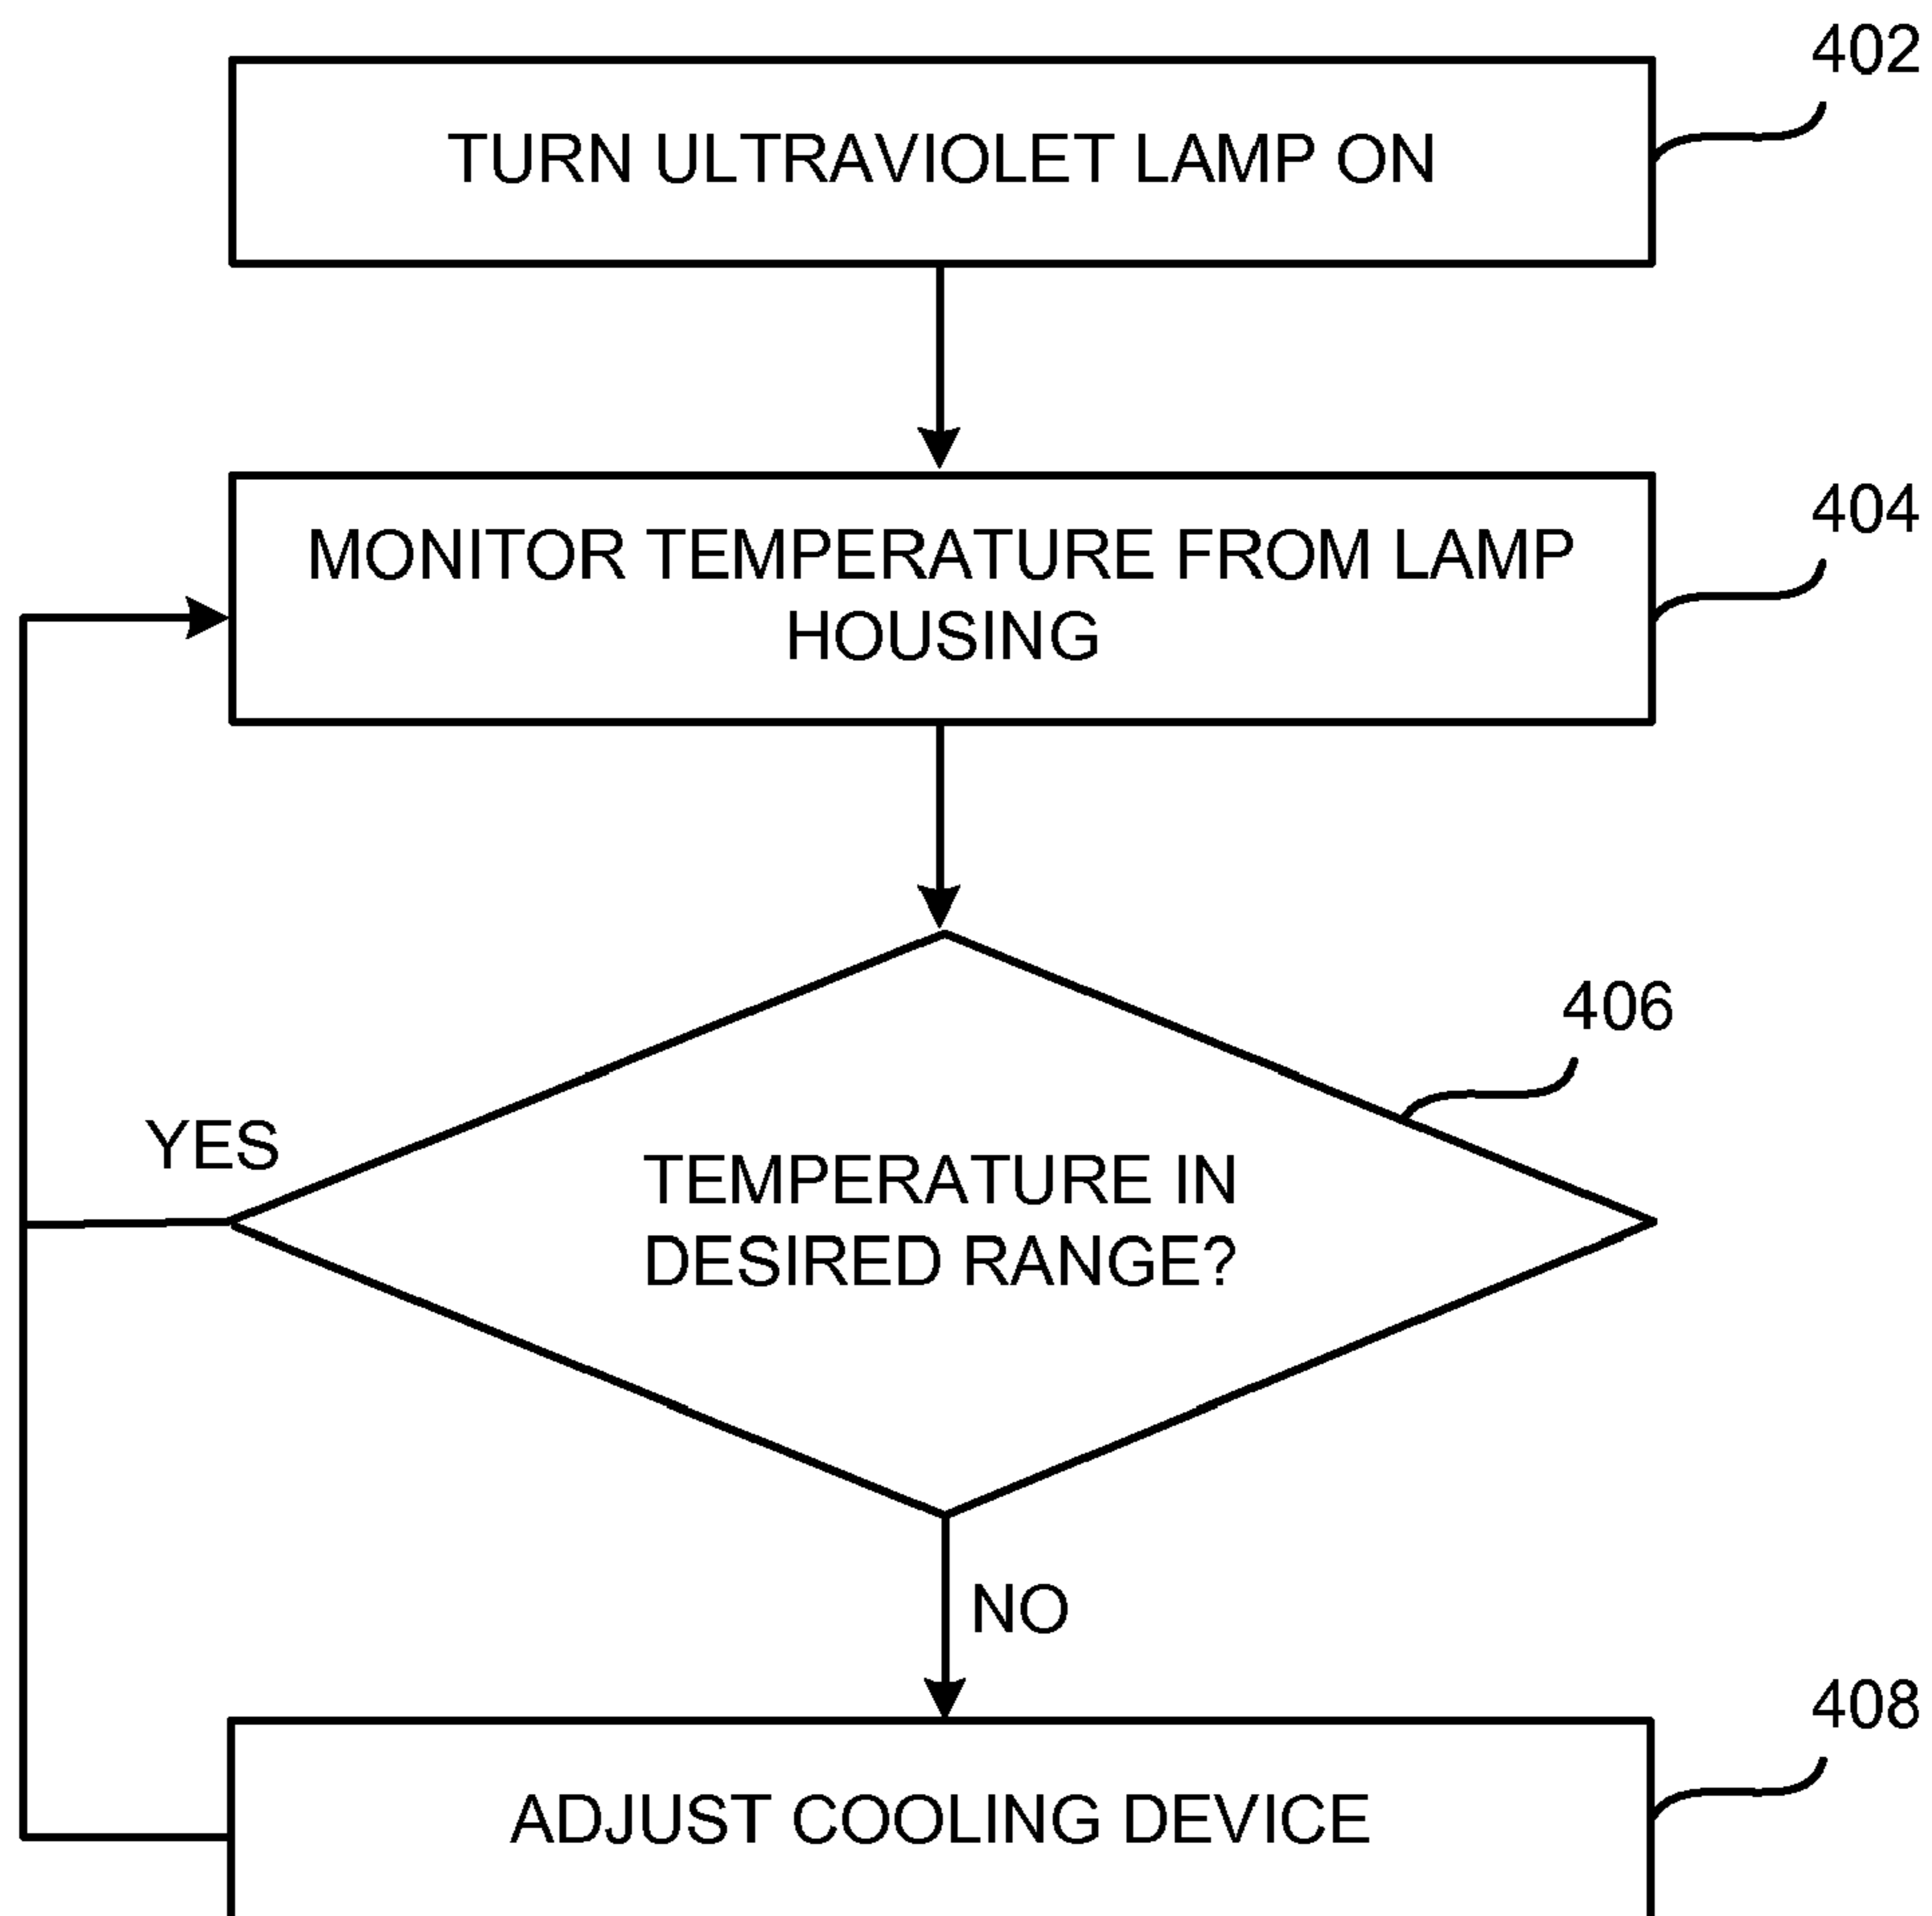 402
TURN ULTRAVIOLET LAMP ON
404
MONITOR TEMPERATURE FROM LAMP
HOUSING
406
YES
TEMPERATURE IN
DESIRED RANGE?
NO
408
ADJUST COOLING DEVICE